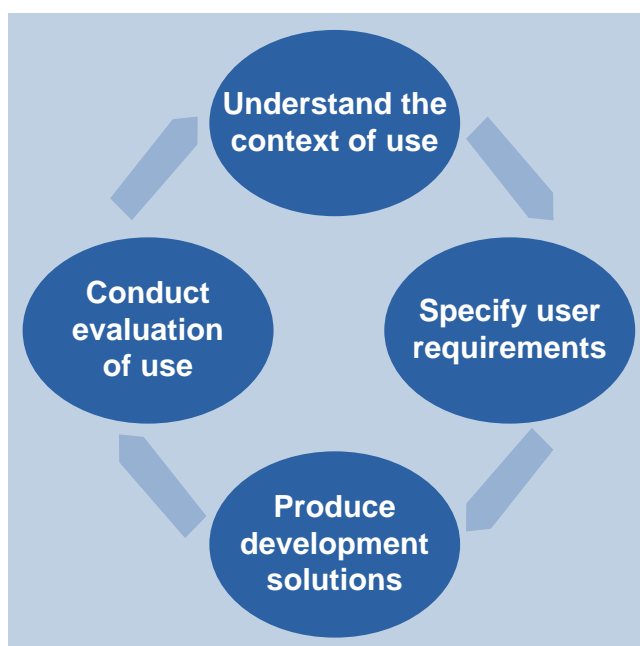 Understand the
context of use
Specify user
requirements
Produce
development
solutions
Conduct
evaluation
of use